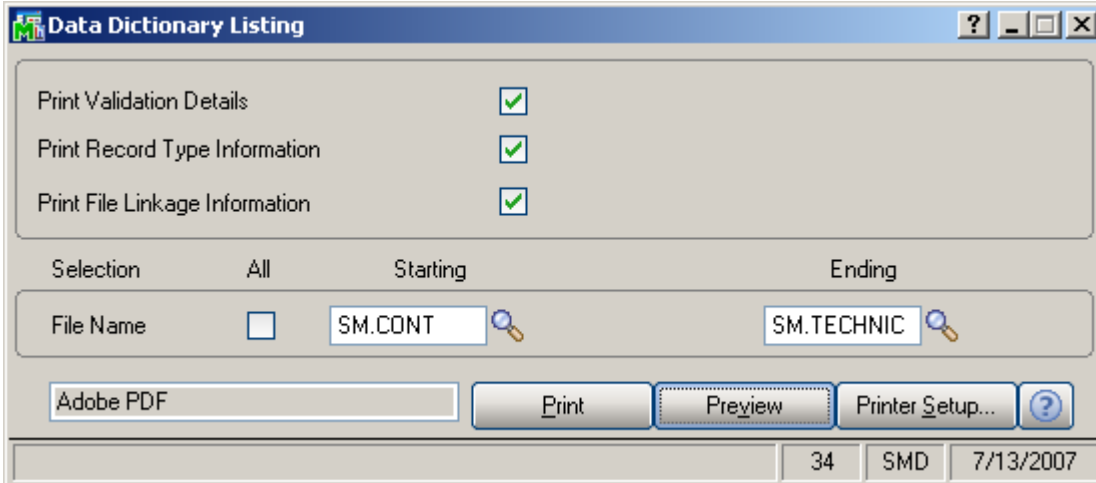 Data Dictionary Listing
Print Validation Details
Print Record Type Information
Print File Linkage Information
Selection All Starting Ending
File Name SM.CONT SM.TECHNIC
Adobe PDF Print Preview Printer Setup...
34 SMD 7/13/2007